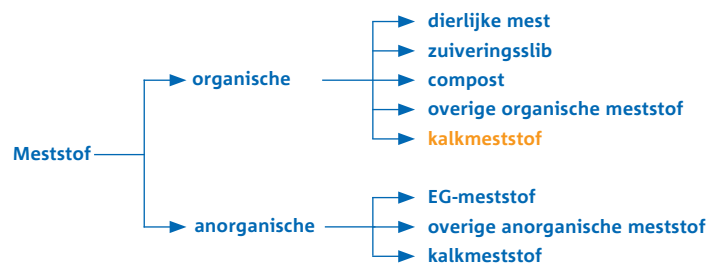 dierlijke mest
zuiveringsslib
organische
compost
overige organische meststof
kalkmeststof
Meststof
EG-meststof
anorganische
overige anorganische meststof
kalkmeststof